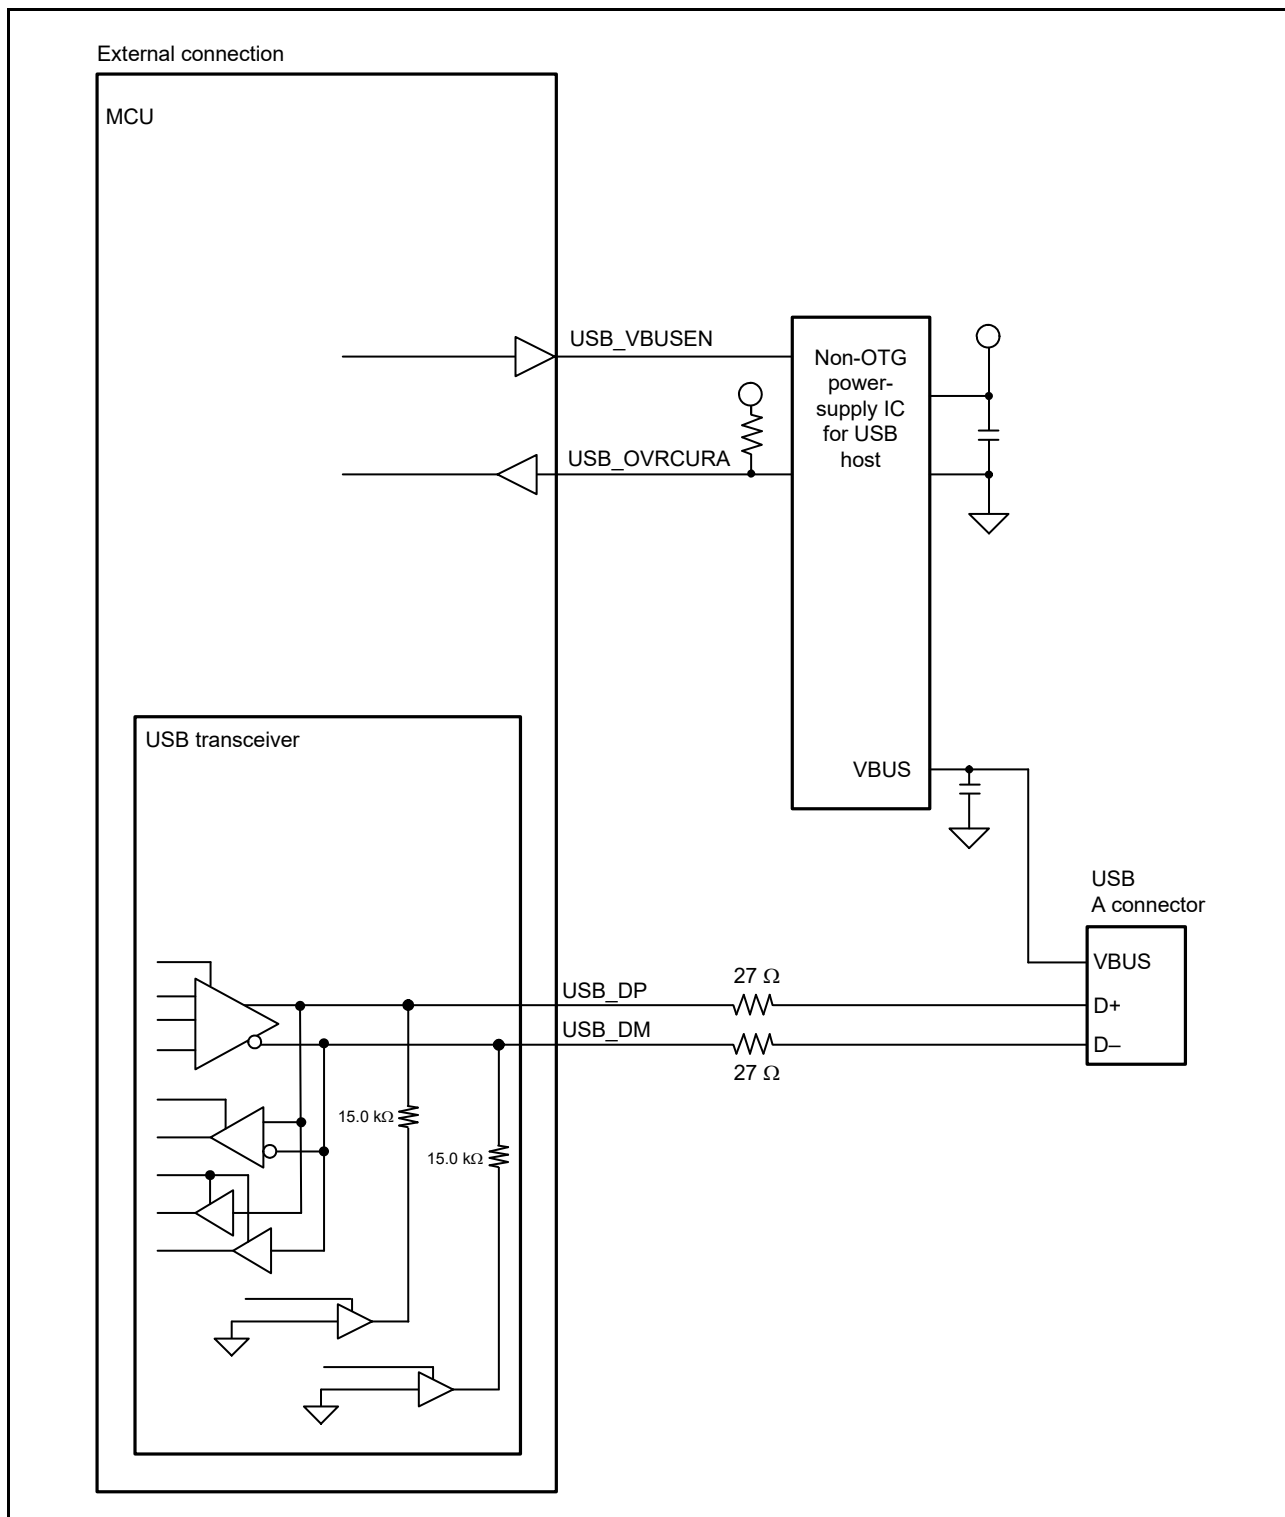 External connection
MCU
USB_VBUSEN
Non-OTG
power-
supply IC
for USB
host
USB_OVRCURA
USB transceiver
VBUS
USB
A connector
VBUS
27 Ω
USB_DP
D+
USB_DM
D–
27 Ω
15.0 kΩ
15.0 kΩ